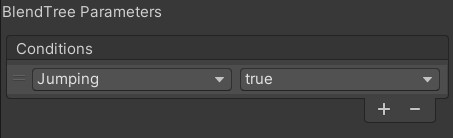 BlendTree Parameters
Conditions
Jumping true
+ −